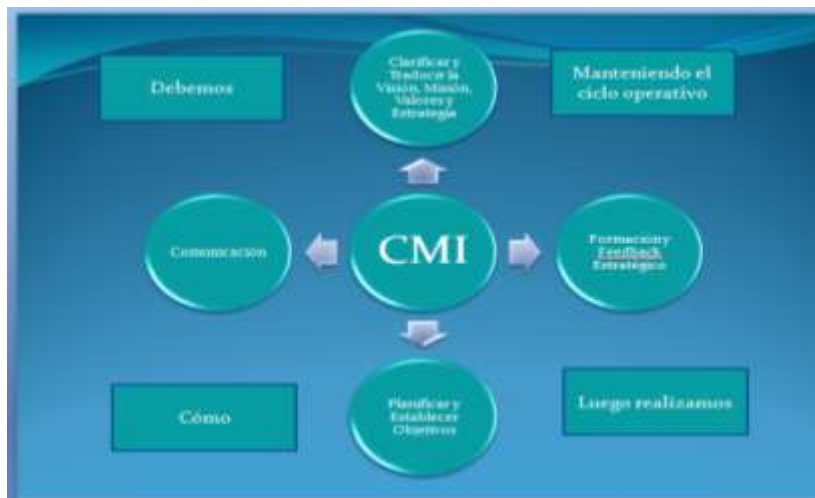 Debemos
Clarificar y
Traducir la
Visión, Misión,
Valores y
Estrategia
Manteniendo el
ciclo operativo
Comunicación
CMI
Formación y
Feedback
Estratégico
Cómo
Planificar y
Establecer
Objetivos
Luego realizamos